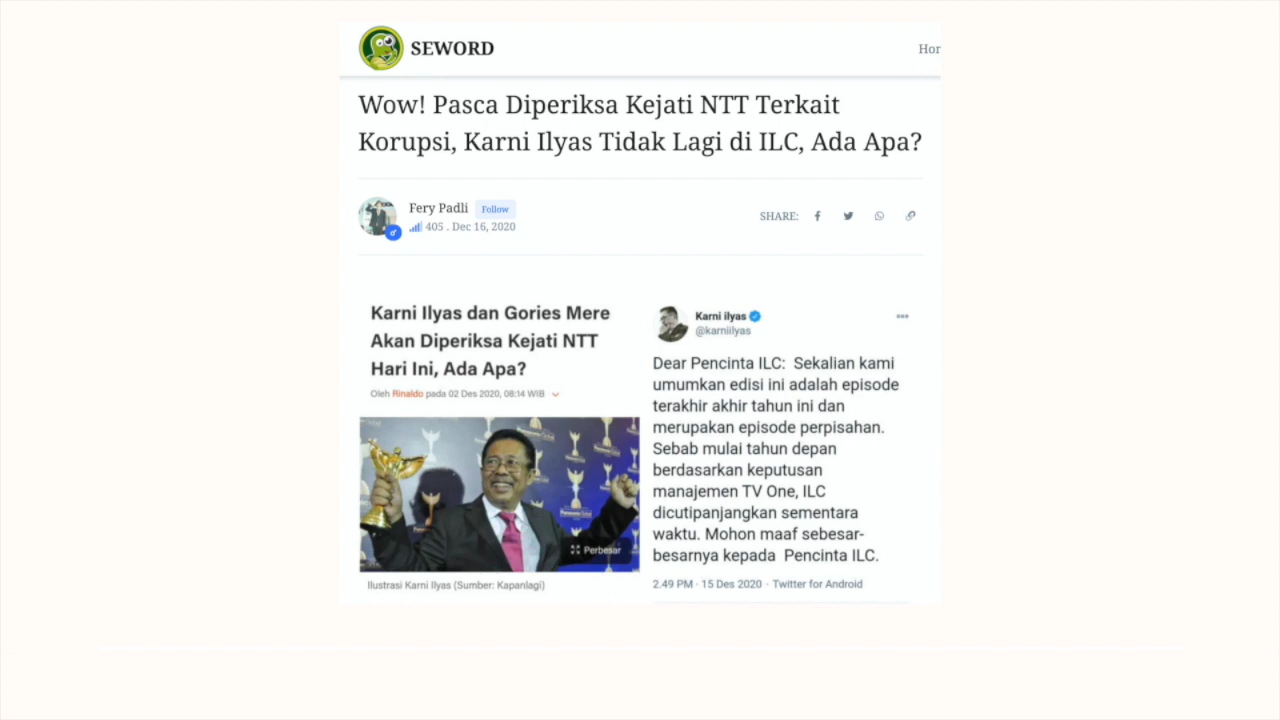 SEWORD
Hor
Wow! Pasca Diperiksa Kejati NTT Terkait
Korupsi, Karni Ilyas Tidak Lagi di ILC, Ada Apa?
Fery Padli Follow
405 . Dec 16, 2020
SHARE:
Karni Ilyas dan Gories Mere
Akan Diperiksa Kejati NTT
Hari Ini, Ada Apa?
Oleh Rinaldo pada 02 Des 2020, 08:14 WIB
Perbesar
Ilustrasi Karni Ilyas (Sumber: Kapanlagi)
Karni ilyas
@karniilyas
Dear Pencinta ILC: Sekalian kami
umumkan edisi ini adalah episode
terakhir akhir tahun ini dan
merupakan episode perpisahan.
Sebab mulai tahun depan
berdasarkan keputusan
manajemen TV One, ILC
dicutipanjangkan sementara
waktu. Mohon maaf sebesar-
besarnya kepada Pencinta ILC.
2.49 PM · 15 Des 2020 · Twitter for Android